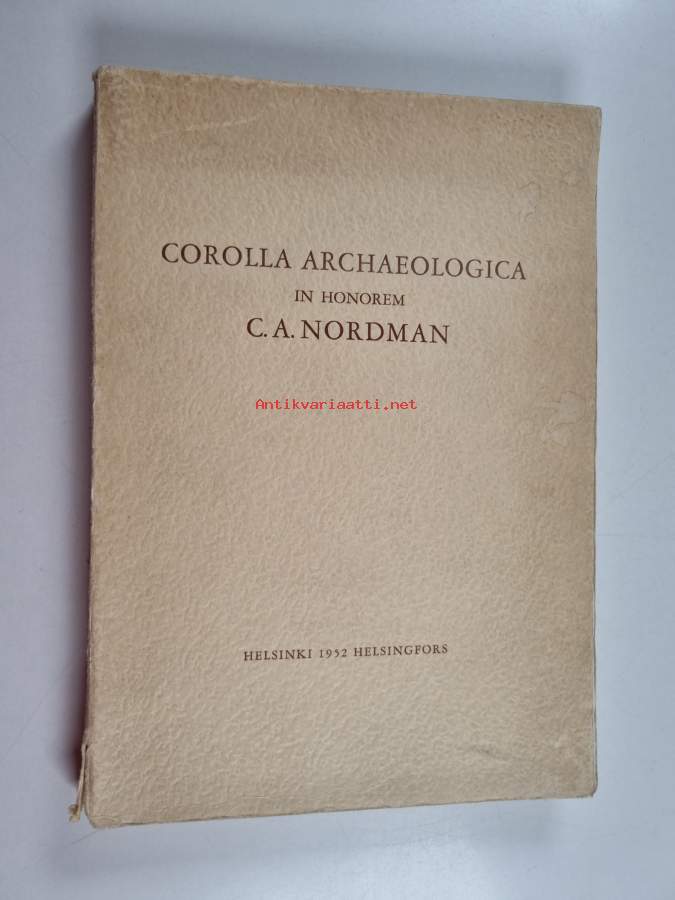 COROLLA ARCHAEOLOGICA
IN HONOREM
C. A. NORDMAN
Antikvariaatti.net
HELSINKI 1952 HELSINGFORS